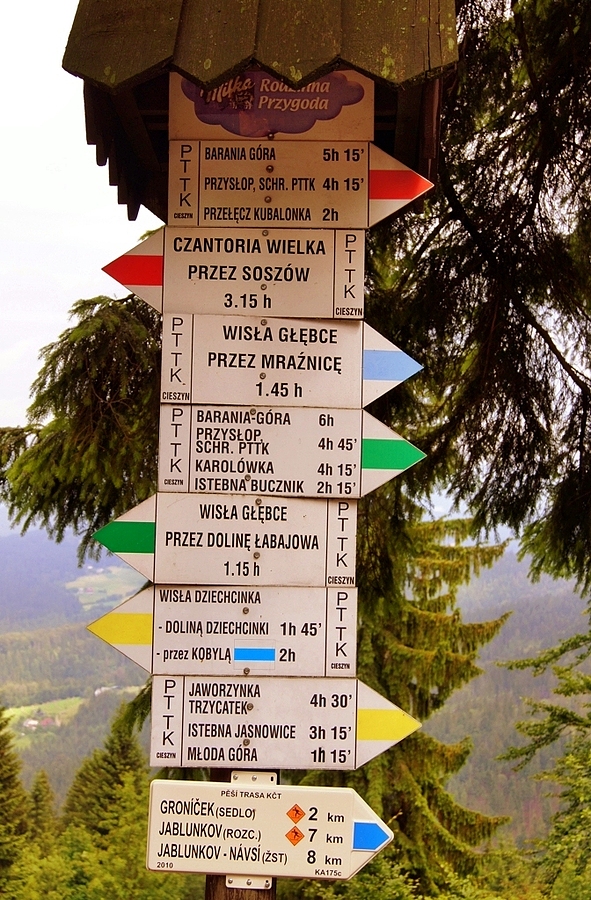 Milka Rodzinna
Przygoda
PTTK
CIESZYN
BARANIA GÓRA 5h 15'
PRZYSŁOP, SCHR. PTTK 4h 15'
PRZEŁĘCZ KUBALONKA 2h
CZANTORIA WIELKA
PRZEZ SOSZÓW
3.15 h
PTTK
CIESZYN
PTTK
CIESZYN
WISŁA GŁĘBCE
PRZEZ MRAŹNICĘ
1.45 h
PTTK
CIESZYN
BARANIA-GÓRA 6h
PRZYSŁOP,
SCHR. PTTK 4h 45'
KAROLÓWKA 4h 15'
ISTEBNA BUCZNIK 2h 15'
WISŁA GŁĘBCE
PRZEZ DOLINĘ ŁABAJOWA
1.15 h
PTTK
CIESZYN
WISŁA DZIECHCINKA
- DOLINĄ DZIECHCINKI 1h 45'
- przez KOBYLĄ 2h
PTTK
CIESZYN
PTTK
CIESZYN
JAWORZYNKA
TRZYCATEK 4h 30'
ISTEBNA JASNOWICE 3h 15'
MŁODA GÓRA 1h 15'
PĚŠÍ TRASA KČT
GRONÍČEK (SEDLO) 2 km
JABLUNKOV (ROZC.) 7 km
JABLUNKOV - NÁVSÍ (ŽST) 8 km
2010 KA175c